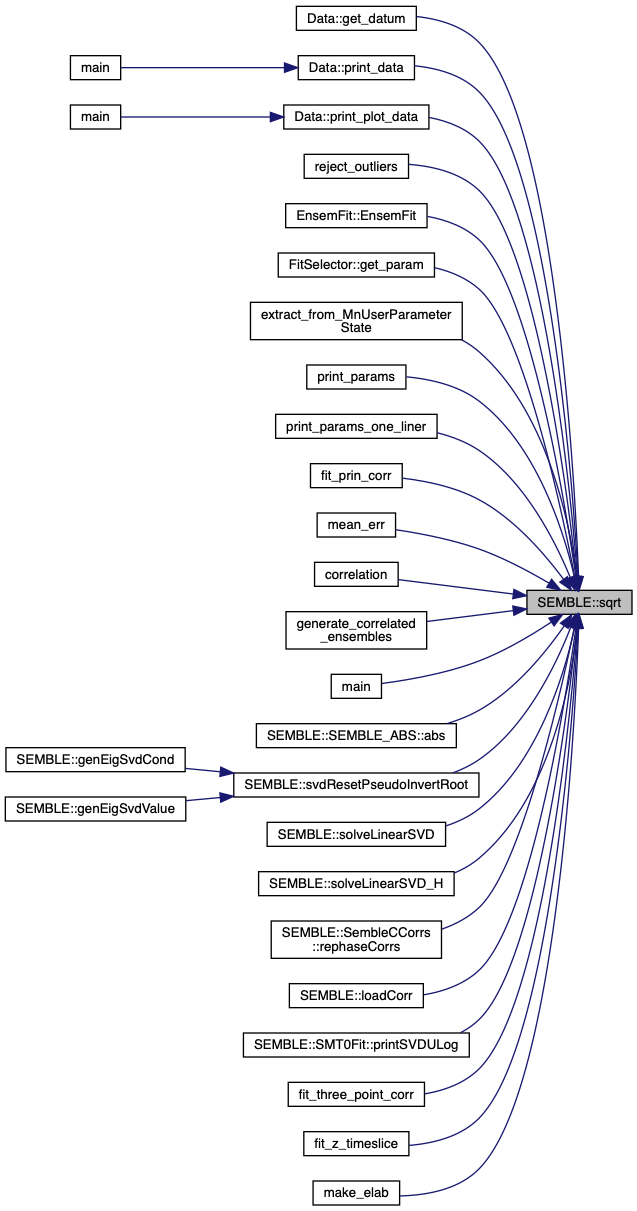 Data::get_datum
main
Data::print_data
main
Data::print_plot_data
reject_outliers
EnsemFit::EnsemFit
FitSelector::get_param
extract_from_MnUserParameter
State
print_params
print_params_one_liner
fit_prin_corr
mean_err
correlation
SEMBLE::sqrt
generate_correlated
_ensembles
main
SEMBLE::SEMBLE_ABS::abs
SEMBLE::genEigSvdCond
SEMBLE::svdResetPseudoInvertRoot
SEMBLE::genEigSvdValue
SEMBLE::solveLinearSVD
SEMBLE::solveLinearSVD_H
SEMBLE::SembleCCorrs
::rephaseCorrs
SEMBLE::loadCorr
SEMBLE::SMT0Fit::printSVDULog
fit_three_point_corr
fit_z_timeslice
make_elab